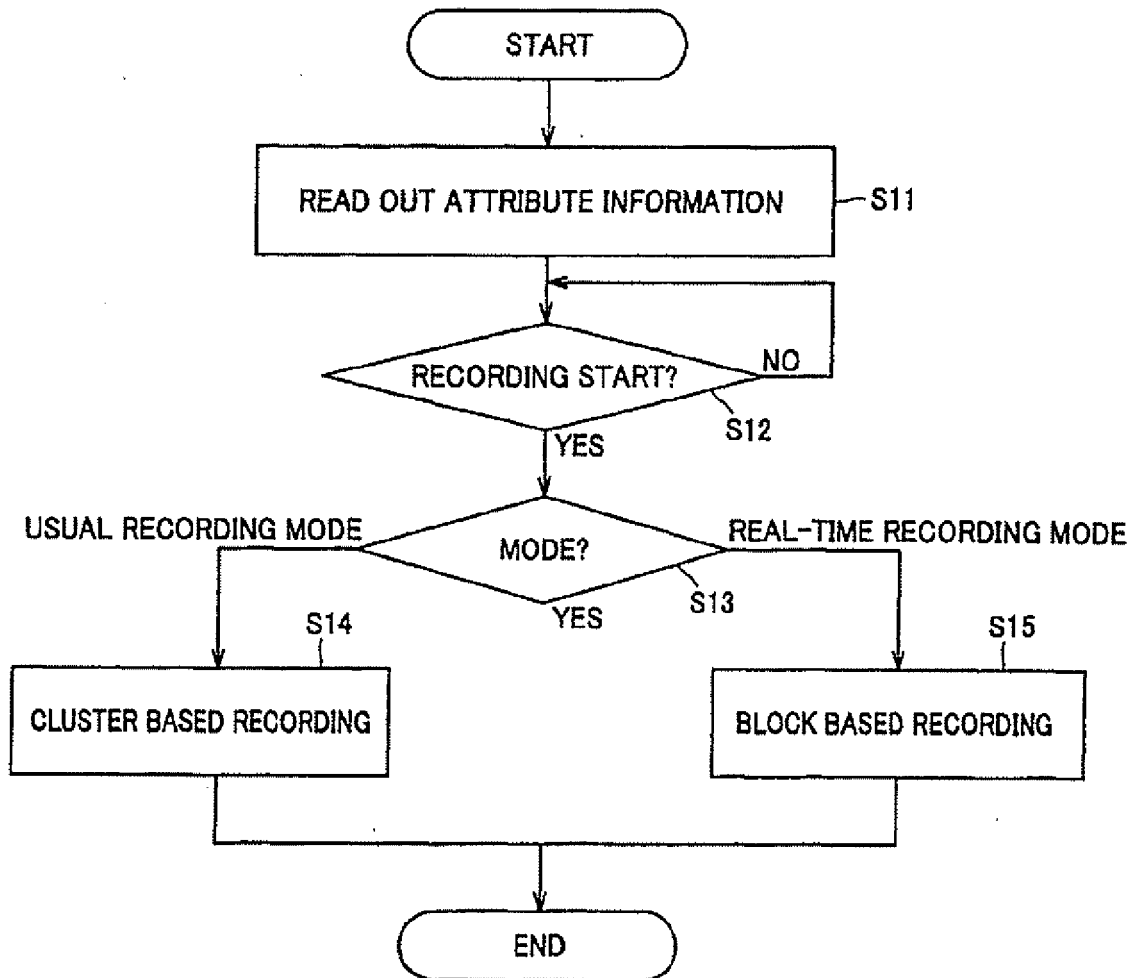 START
READ OUT ATTRIBUTE INFORMATION
S11
RECORDING START?
NO
S12
YES
USUAL RECORDING MODE
MODE?
REAL-TIME RECORDING MODE
S13
YES
S14
S15
CLUSTER BASED RECORDING
BLOCK BASED RECORDING
END